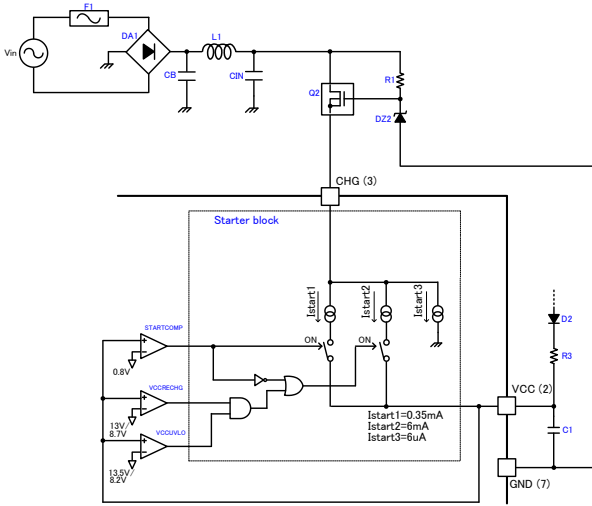 F1
DA1
L1
Vin
CB
CIN
R1
Q2
DZ2
CHG (3)
Starter block
Istart1
Istart2
Istart3
STARTCOMP
ON
ON
D2
0.8V
R3
VCCRECHG
VCC (2)
13V/
8.7V
Istart1=0.35mA
Istart2=6mA
Istart3=6uA
VCCUVLO
C1
13.5V/
8.2V
GND (7)